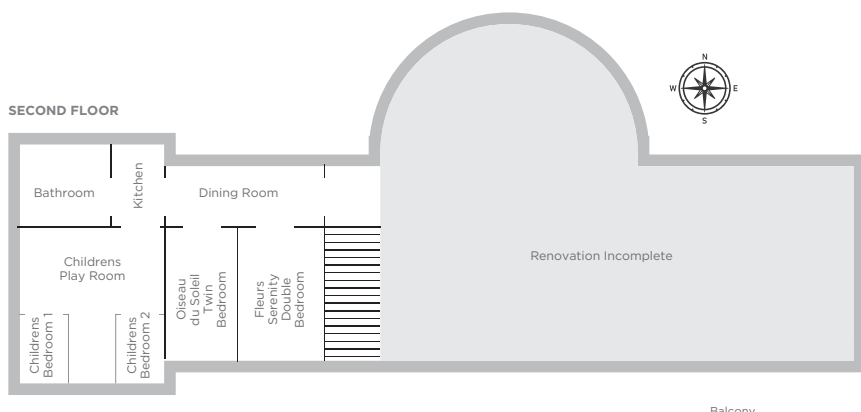 N
W E
S
SECOND FLOOR
Bathroom
Kitchen
Dining Room
Childrens
Play Room
Oiseau
du Soleil
Twin
Bedroom
Fleurs
Serenity
Double
Bedroom
Renovation Incomplete
Childrens
Bedroom 1
Childrens
Bedroom 2
Balcony